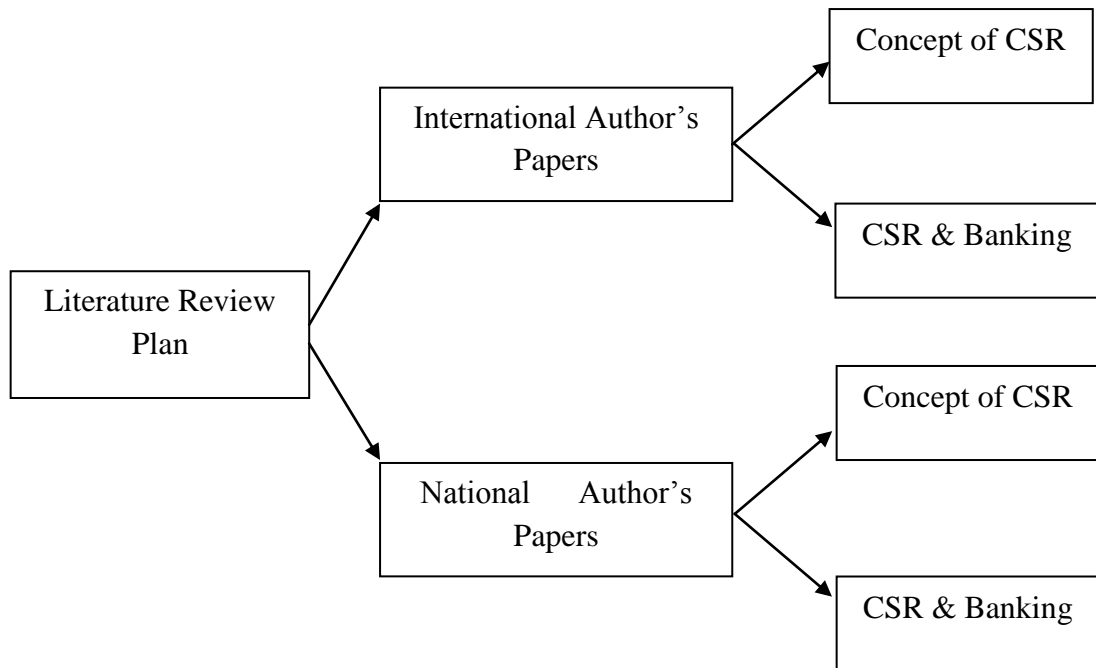 Concept of CSR
International Author’s
Papers
CSR & Banking
Literature Review
Plan
Concept of CSR
National Author’s
Papers
CSR & Banking